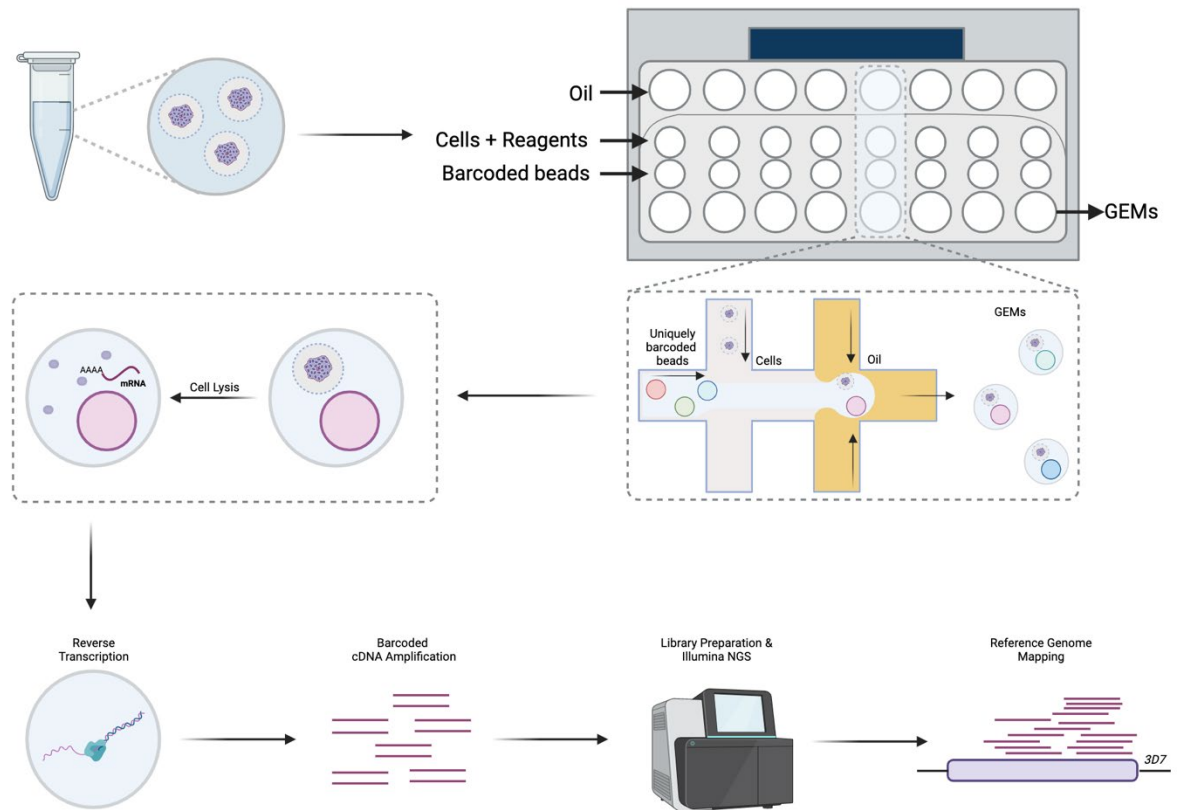 Oil
Cells + Reagents
Barcoded beads
GEMs
Uniquely
barcoded
beads
Cells
Oil
GEMs
AAAA
mRNA
Cell Lysis
Reverse
Transcription
Barcoded
cDNA Amplification
Library Preparation &
Illumina NGS
Reference Genome
Mapping
3D7